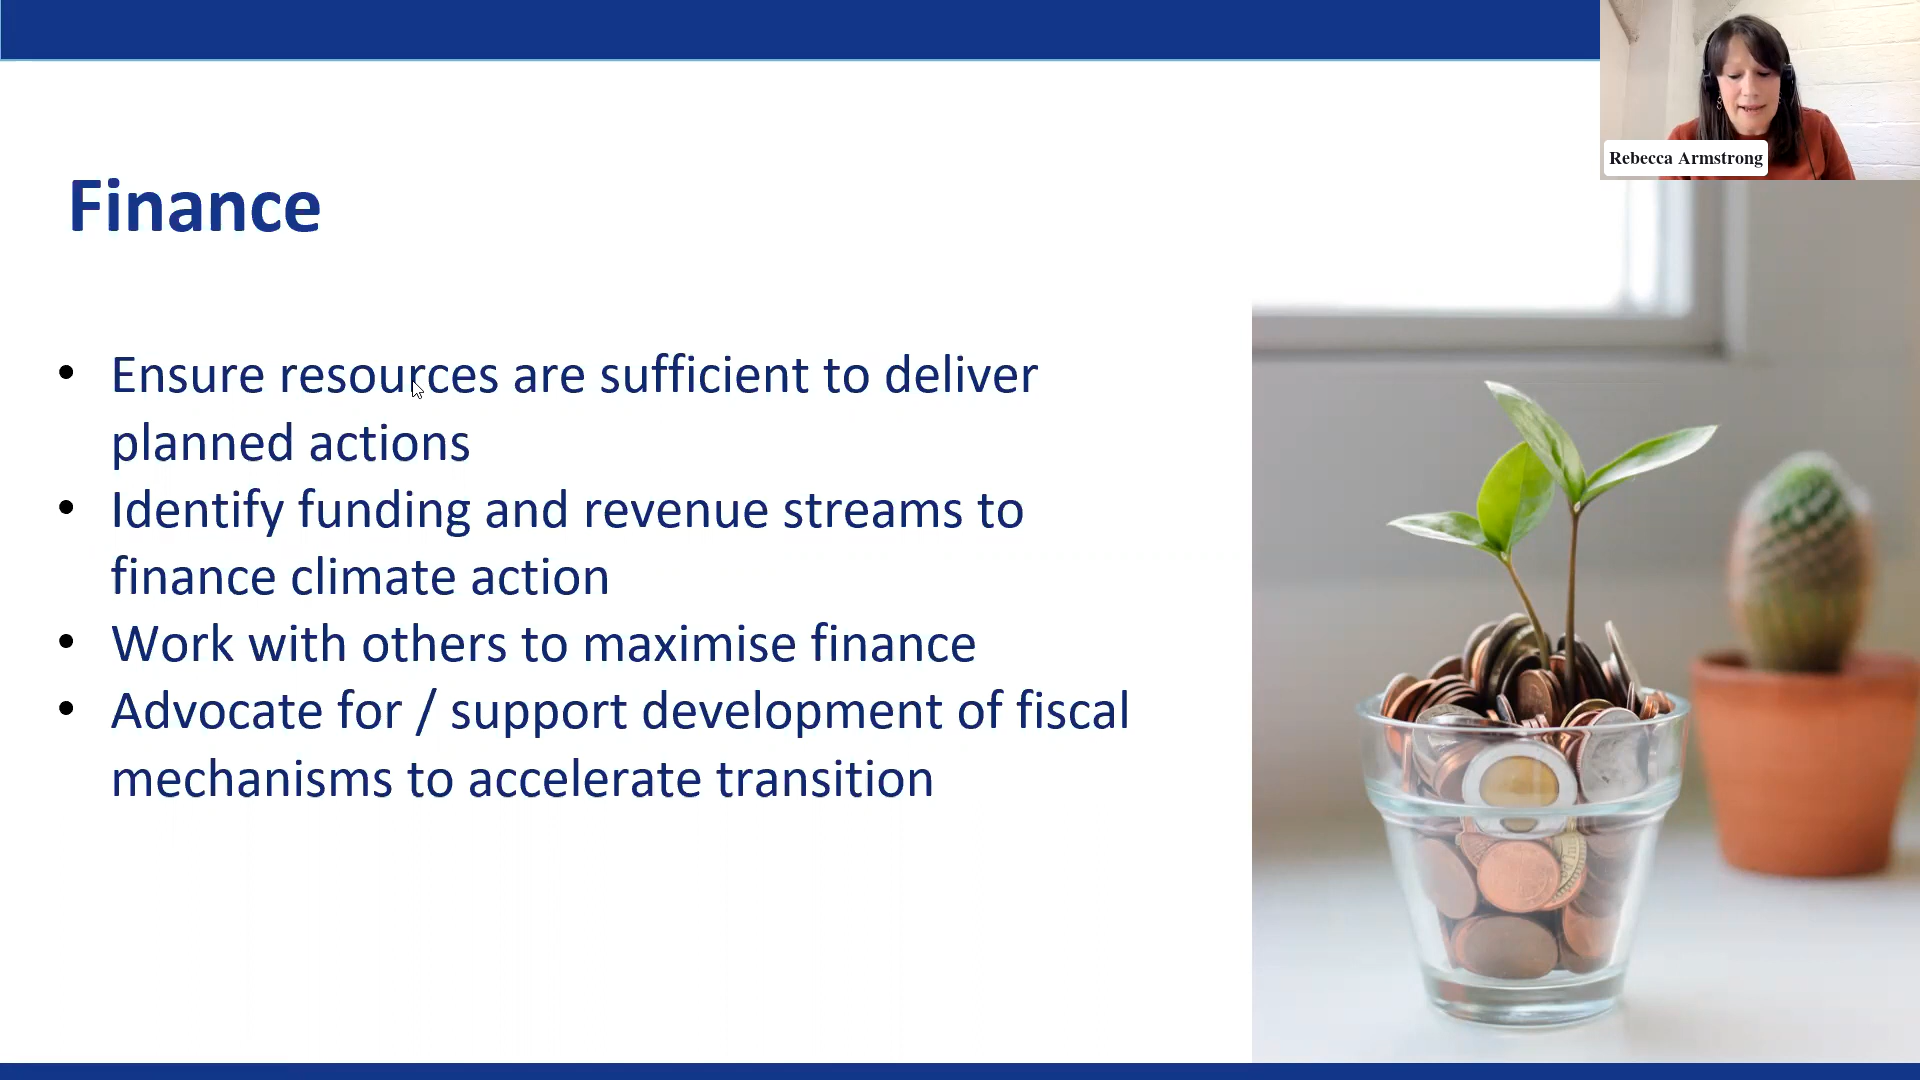 Rebecca Armstrong
Finance
• Ensure resources are sufficient to deliver
planned actions
• Identify funding and revenue streams to
finance climate action
• Work with others to maximise finance
• Advocate for / support development of fiscal
mechanisms to accelerate transition